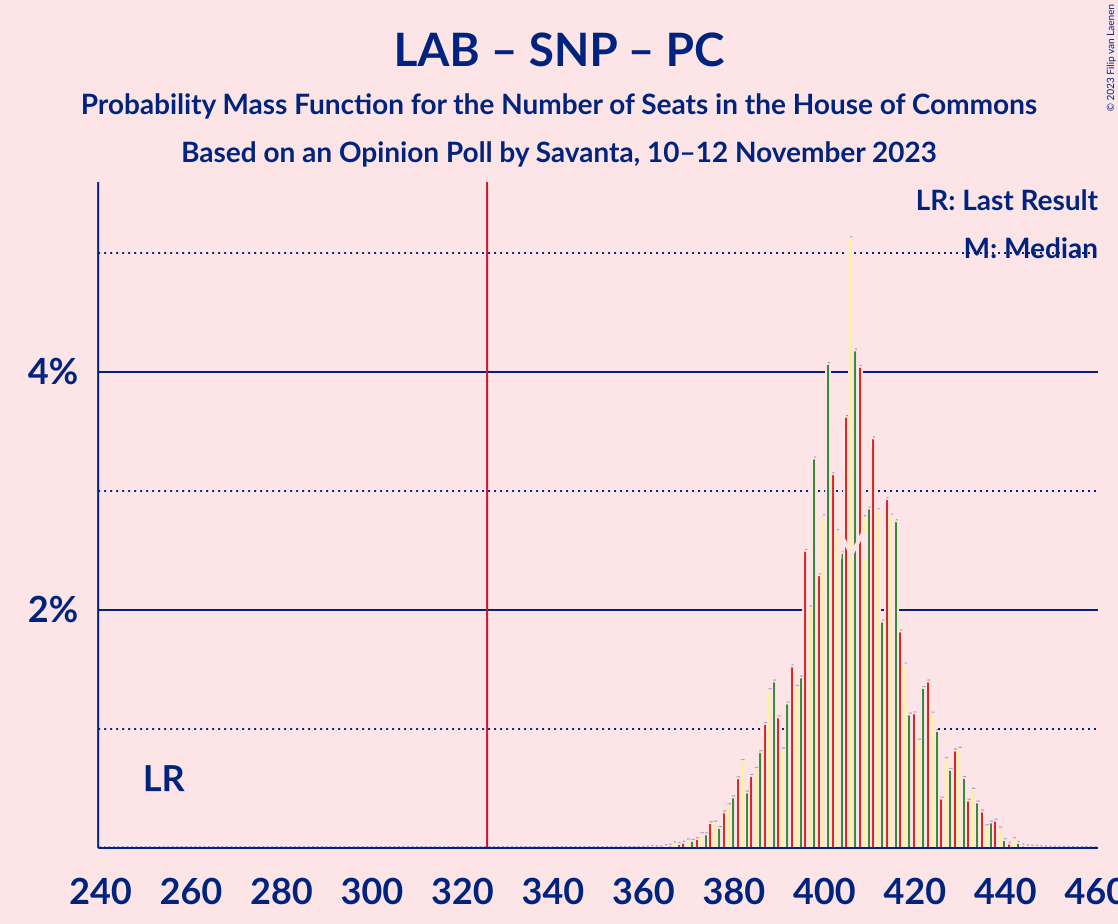 LAB – SNP – PC
Probability Mass Function for the Number of Seats in the House of Commons
Based on an Opinion Poll by Savanta, 10–12 November 2023
© 2023 Filip van Laenen
LR: Last Result
M: Median
4%
2%
LR
240 260 280 300 320 340 360 380 400 420 440 460